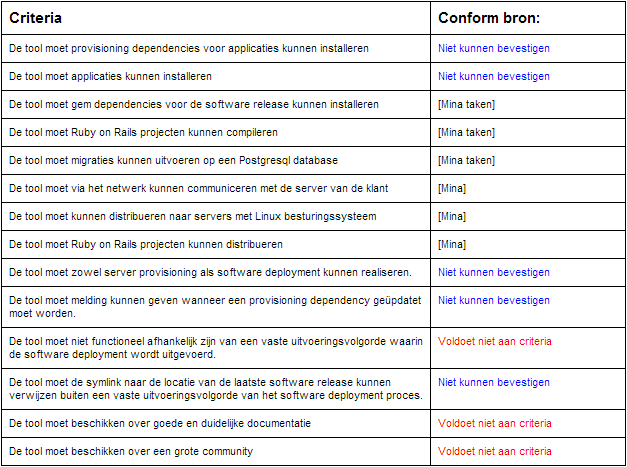 Criteria Conform bron:
De tool moet provisioning dependencies voor applicaties kunnen installeren Niet kunnen bevestigen
De tool moet applicaties kunnen installeren Niet kunnen bevestigen
De tool moet gem dependencies voor de software release kunnen installeren [Mina taken]
De tool moet Ruby on Rails projecten kunnen compileren [Mina taken]
De tool moet migraties kunnen uitvoeren op een Postgresql database [Mina taken]
De tool moet via het netwerk kunnen communiceren met de server van de klant [Mina]
De tool moet kunnen distribueren naar servers met Linux besturingssysteem [Mina]
De tool moet Ruby on Rails projecten kunnen distribueren [Mina]
De tool moet zowel server provisioning als software deployment kunnen realiseren. Niet kunnen bevestigen
De tool moet melding kunnen geven wanneer een provisioning dependency geüpdatet Niet kunnen bevestigen
moet worden.
De tool moet niet functioneel afhankelijk zijn van een vaste uitvoeringsvolgorde waarin Voldoet niet aan criteria
de software deployment wordt uitgevoerd.
De tool moet de symlink naar de locatie van de laatste software release kunnen Niet kunnen bevestigen
verwijzen buiten een vaste uitvoeringsvolgorde van het software deployment proces.
De tool moet beschikken over goede en duidelijke documentatie Voldoet niet aan criteria
De tool moet beschikken over een grote community Voldoet niet aan criteria